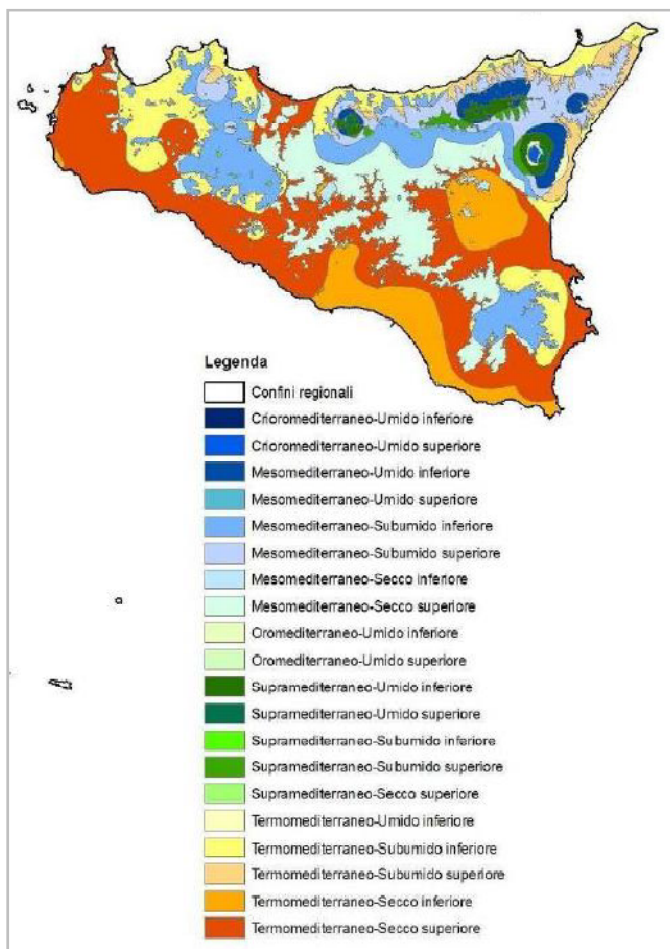 Legenda
Confini regionali
Crioromediterraneo-Umido inferiore
Crioromediterraneo-Umido superiore
Mesomediterraneo-Umido inferiore
Mesomediterraneo-Umido superiore
Mesomediterraneo-Subumido inferiore
Mesomediterraneo-Subumido superiore
Mesomediterraneo-Secco inferiore
Mesomediterraneo-Secco superiore
Oromediterraneo-Umido inferiore
Oromediterraneo-Umido superiore
Supramediterraneo-Umido inferiore
Supramediterraneo-Umido superiore
Supramediterraneo-Subumido inferiore
Supramediterraneo-Subumido superiore
Supramediterraneo-Secco superiore
Termomediterraneo-Umido inferiore
Termomediterraneo-Subumido inferiore
Termomediterraneo-Subumido superiore
Termomediterraneo-Secco inferiore
Termomediterraneo-Secco superiore